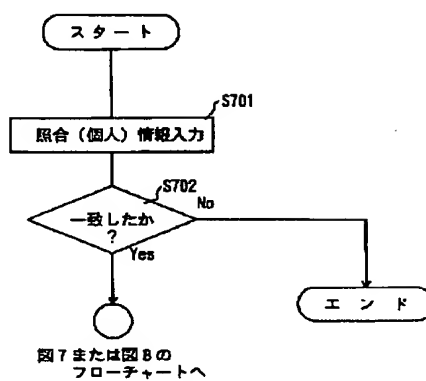 スタート
S701
照合(個人)情報入力
S702
一致したか
?
No
Yes
エンド
図7または図8の
フローチャートへ